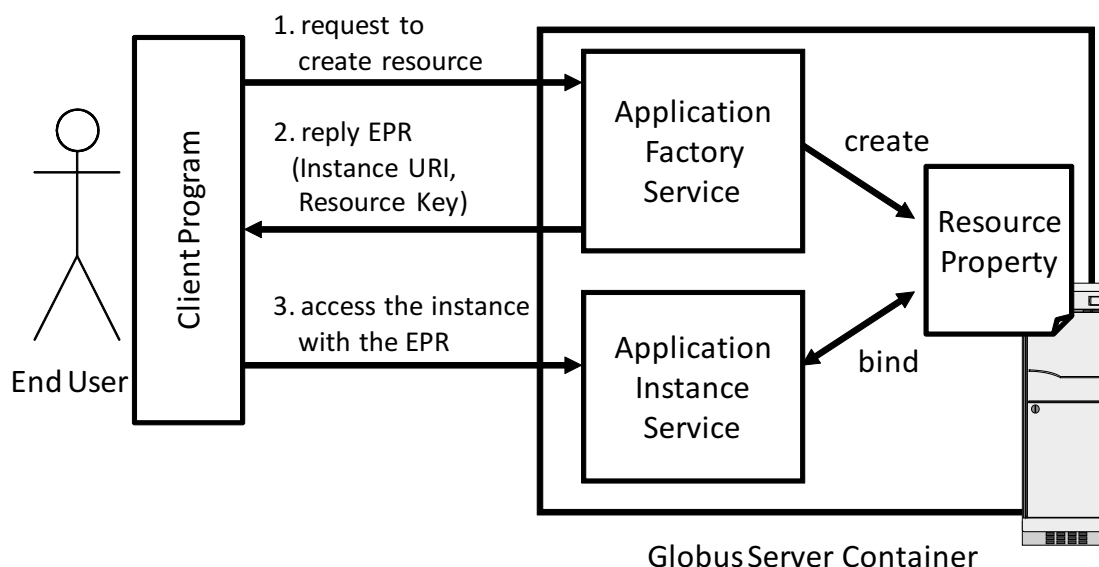 1. request to
create resource
2. reply EPR
(Instance URI,
Resource Key)
3. access the instance
with the EPR
End User
Client Program
Application
Factory
Service
create
Resource
Property
Application
Instance
Service
bind
Globus Server Container